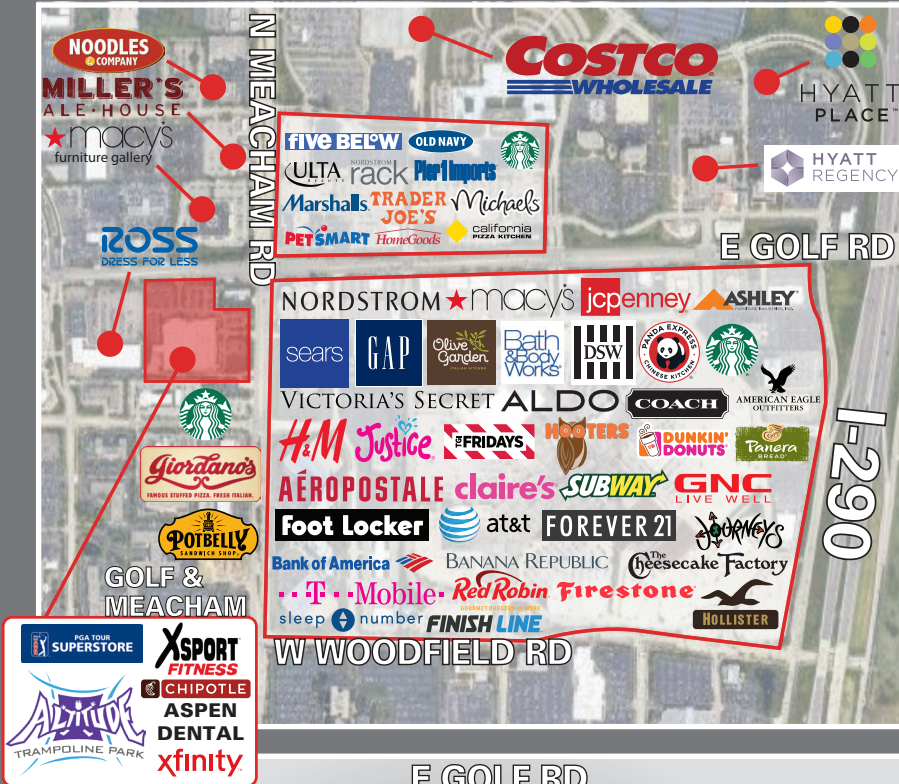 NOODLES
& COMPANY
MILLER'S
ALE • HOUSE
macy's
furniture gallery
ROSS
DRESS FOR LESS
N MEACHAM RD
COSTCO
WHOLESALE
HYATT
PLACE™
HYATT
REGENCY
five BELOW OLD NAVY
ULTA
BEAUTY
NORDSTROM
rack
Pier 1 imports
Marshalls TRADER JOE'S Michaels
PETSMART HomeGoods california PIZZA KITCHEN
E GOLF RD
NORDSTROM macy's jcpenney ASHLEY
sears GAP Olive Garden ITALIAN KITCHEN Bath & Body Works DSW PANDA EXPRESS CHINESE KITCHEN
VICTORIA'S SECRET ALDO COACH AMERICAN EAGLE OUTFITTERS
H&M Justice TGI FRIDAYS HOOTERS DUNKIN' DONUTS Panera BREAD
AÉROPOSTALE claire's SUBWAY GNC LIVE WELL
Foot Locker at&t FOREVER 21 JOURNEYS
Bank of America BANANA REPUBLIC The Cheesecake Factory
T-Mobile Red Robin GOURMET BURGERS Firestone HOLLISTER
sleep number FINISH LINE
I-290
W WOODFIELD RD
Giordano's
FAMOUS STUFFED PIZZA. FRESH ITALIAN.
POTBELLY
SANDWICH SHOP
GOLF &
MEACHAM
PGA TOUR
SUPERSTORE
XSPORT
FITNESS
CHIPOTLE
ASPEN
DENTAL
xfinity
ALTITUDE
TRAMPOLINE PARK
E GOLF RD